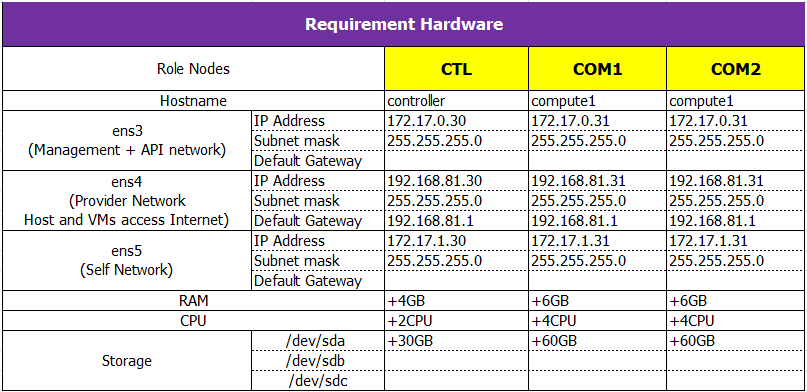 Requirement Hardware
Role Nodes CTL COM1 COM2
Hostname controller compute1 compute1
ens3
(Management + API network)
IP Address 172.17.0.30 172.17.0.31 172.17.0.31
Subnet mask 255.255.255.0 255.255.255.0 255.255.255.0
Default Gateway
ens4
(Provider Network
Host and VMs access Internet)
IP Address 192.168.81.30 192.168.81.31 192.168.81.31
Subnet mask 255.255.255.0 255.255.255.0 255.255.255.0
Default Gateway 192.168.81.1 192.168.81.1 192.168.81.1
ens5
(Self Network)
IP Address 172.17.1.30 172.17.1.31 172.17.1.31
Subnet mask 255.255.255.0 255.255.255.0 255.255.255.0
Default Gateway
RAM +4GB +6GB +6GB
CPU +2CPU +4CPU +4CPU
Storage
/dev/sda +30GB +60GB +60GB
/dev/sdb
/dev/sdc